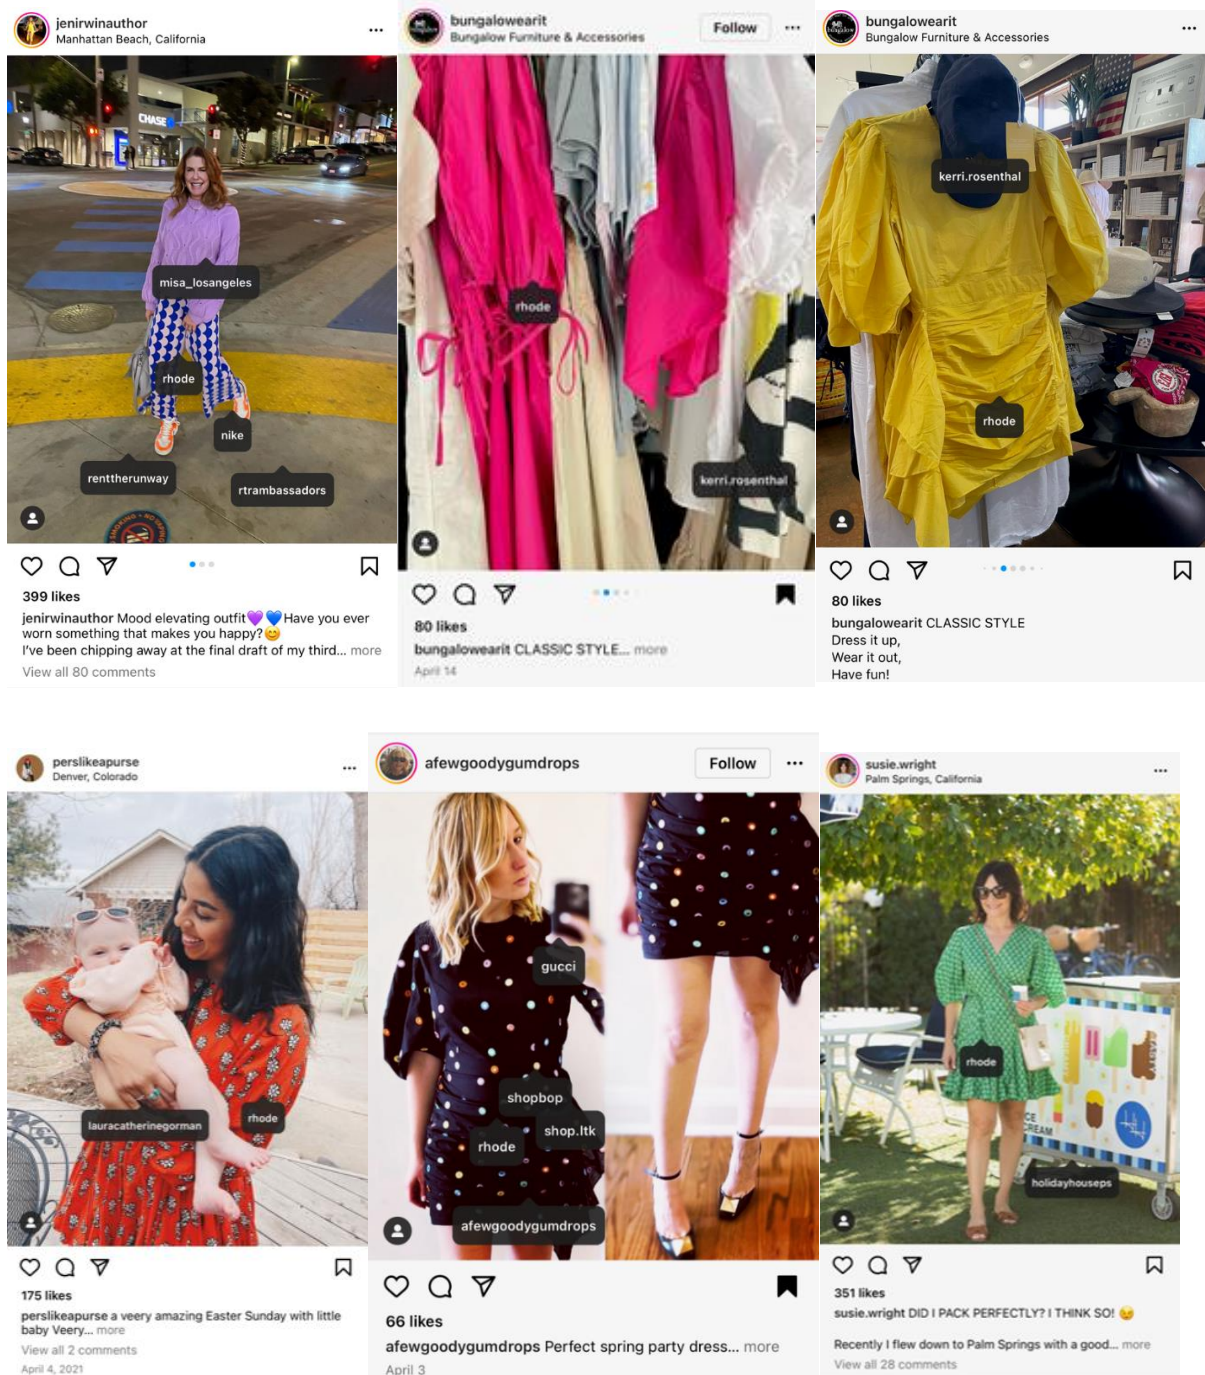 jenirwinauthor
Manhattan Beach, California
CHASE
misa_losangeles
rhode
nike
renttherunway
rtrambassadors
399 likes
jenirwinauthor Mood elevating outfit💜💙Have you ever
worn something that makes you happy?😊
I've been chipping away at the final draft of my third... more
View all 80 comments
bungalowearit
Bungalow Furniture & Accessories
Follow
rhode
kerri.rosenthal
80 likes
bungalowearit CLASSIC STYLE... more
April 14
bungalowearit
Bungalow Furniture & Accessories
kerri.rosenthal
rhode
80 likes
bungalowearit CLASSIC STYLE
Dress it up,
Wear it out,
Have fun!
perslikeapurse
Denver, Colorado
lauracatherinegorman
rhode
175 likes
perslikeapurse a veery amazing Easter Sunday with little
baby Veery... more
View all 2 comments
April 4, 2021
afewgoodygumdrops
Follow
gucci
shopbop
shop.ltk
rhode
afewgoodygumdrops
66 likes
afewgoodygumdrops Perfect spring party dress... more
April 3
susie.wright
Palm Springs, California
rhode
ICE
CREAM
holidayhouseps
351 likes
susie.wright DID I PACK PERFECTLY? I THINK SO! 😉
Recently I flew down to Palm Springs with a good... more
View all 28 comments